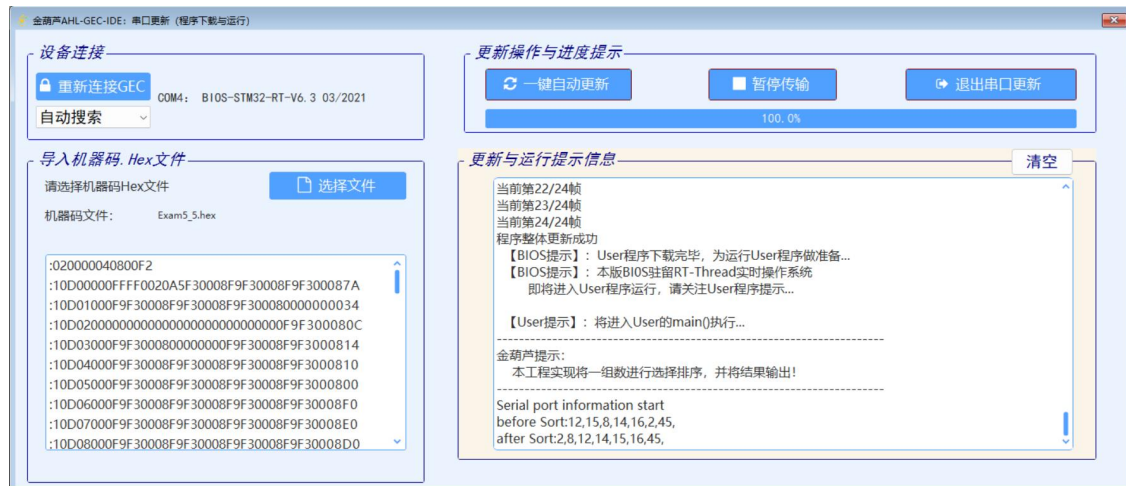 金葫芦AHL-GEC-IDE：串口更新（程序下载与运行）
设备连接
重新连接GEC
COM4： BIOS-STM32-RT-V6.3 03/2021
自动搜索
更新操作与进度提示
一键自动更新
暂停传输
退出串口更新
100.0%
导入机器码.Hex文件
请选择机器码Hex文件
选择文件
机器码文件： Exam5_5.hex
:020000040800F2
:10D00000FFFF0020A5F30008F9F30008F9F300087A
:10D01000F9F30008F9F30008F9F300080000000034
:10D02000000000000000000000000000F9F300080C
:10D03000F9F3000800000000F9F30008F9F3000814
:10D04000F9F30008F9F30008F9F30008F9F3000810
:10D05000F9F30008F9F30008F9F30008F9F3000800
:10D06000F9F30008F9F30008F9F30008F9F30008F0
:10D07000F9F30008F9F30008F9F30008F9F30008E0
:10D08000F9F30008F9F30008F9F30008F9F30008D0
更新与运行提示信息
清空
当前第22/24帧
当前第23/24帧
当前第24/24帧
程序整体更新成功
【BIOS提示】：User程序下载完毕，为运行User程序做准备...
【BIOS提示】：本版BIOS驻留RT-Thread实时操作系统
即将进入User程序运行，请关注User程序提示...
【User提示】：将进入User的main()执行...
------------------------------------------------------------------
金葫芦提示：
本工程实现将一组数进行选择排序，并将结果输出！
------------------------------------------------------------------
Serial port information start
before Sort:12,15,8,14,16,2,45,
after Sort:2,8,12,14,15,16,45,